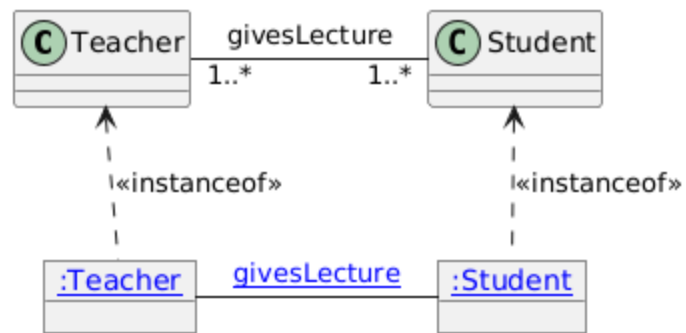 givesLecture
C Teacher
C Student
1..*
1..*
«instanceof»
«instanceof»
:Teacher
givesLecture
:Student